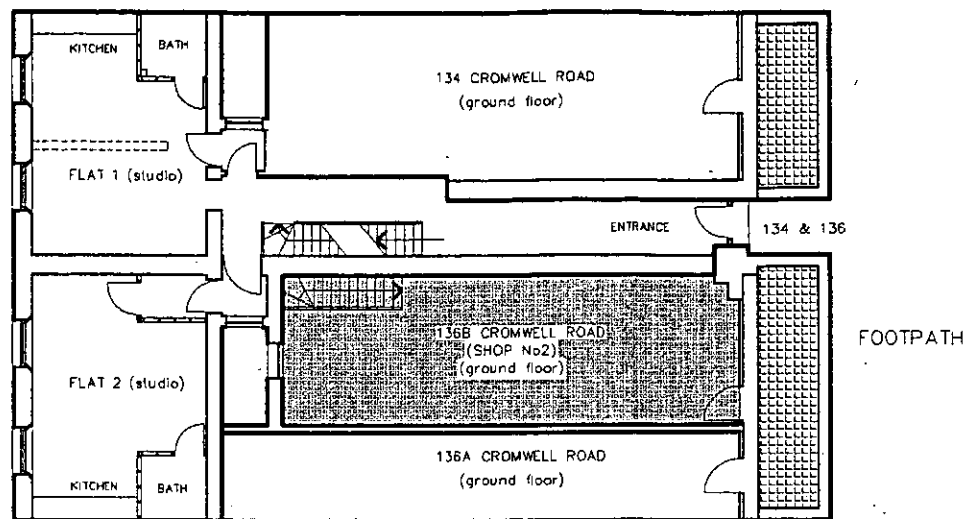 KITCHEN
BATH
134 CROMWELL ROAD
(ground floor)
FLAT 1 (studio)
ENTRANCE
134 & 136
136B CROMWELL ROAD
(SHOP No2)
(ground floor)
FOOTPATH
FLAT 2 (studio)
136A CROMWELL ROAD
(ground floor)
KITCHEN
BATH